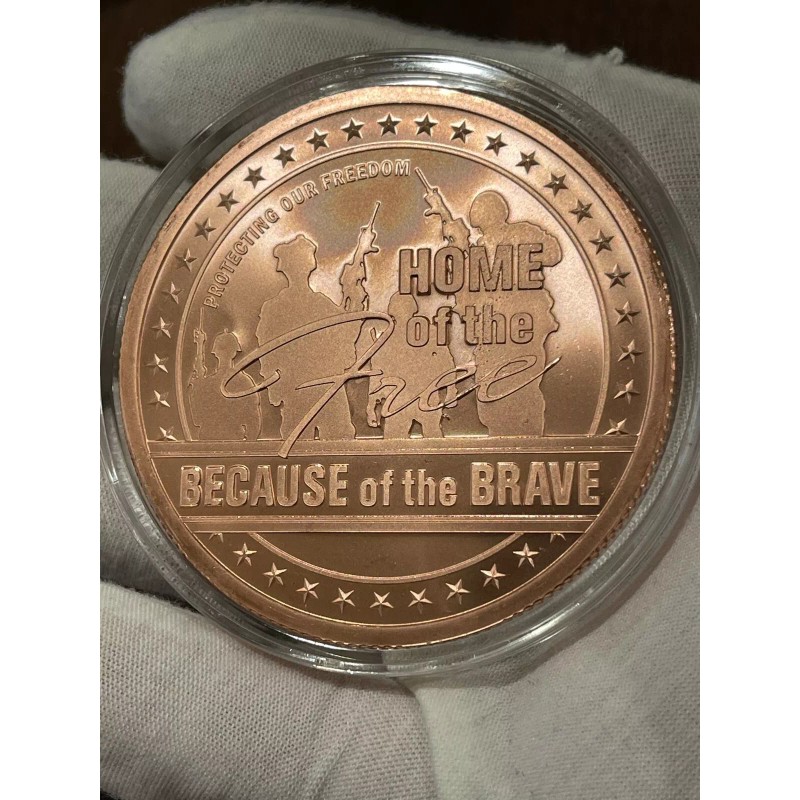 PROTECTING OUR FREEDOM
HOME
of the
Free
BECAUSE of the BRAVE